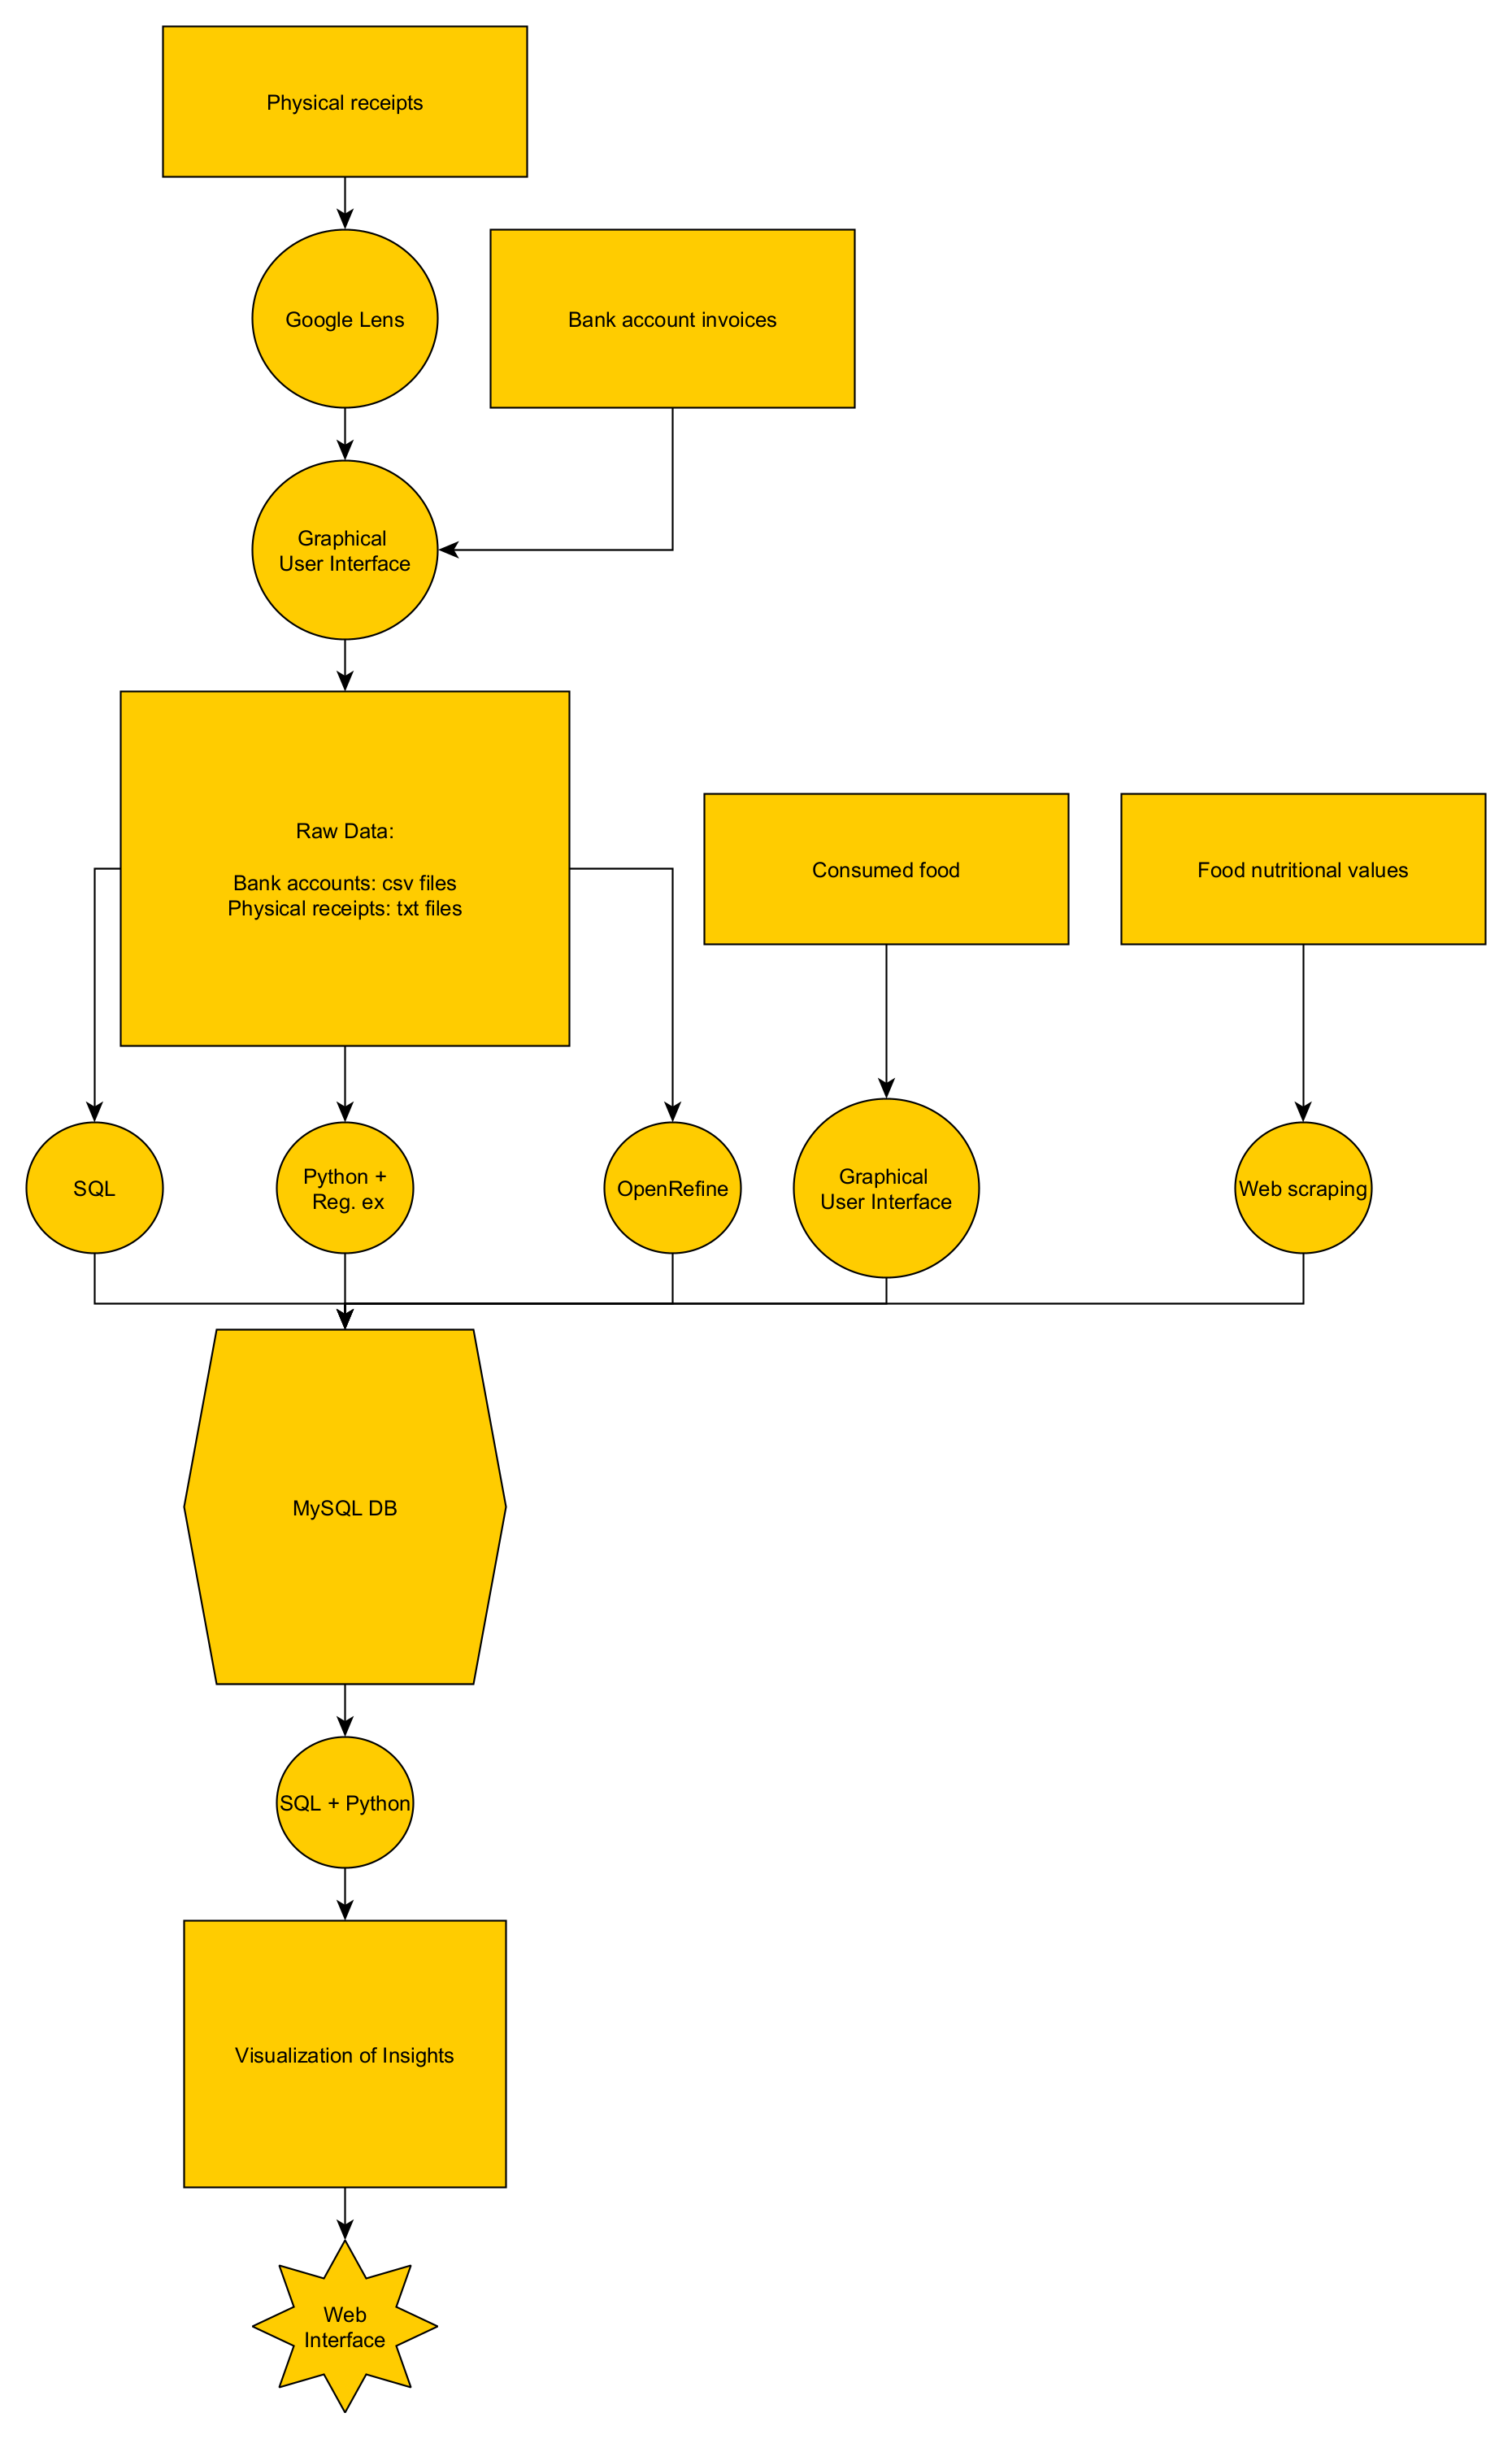 Physical receipts
Google Lens
Bank account invoices
Graphical
User Interface
Raw Data:
Bank accounts: csv files
Physical receipts: txt files
Consumed food
Food nutritional values
SQL
Python +
Reg. ex
OpenRefine
Graphical
User Interface
Web scraping
MySQL DB
SQL + Python
Visualization of Insights
Web
Interface